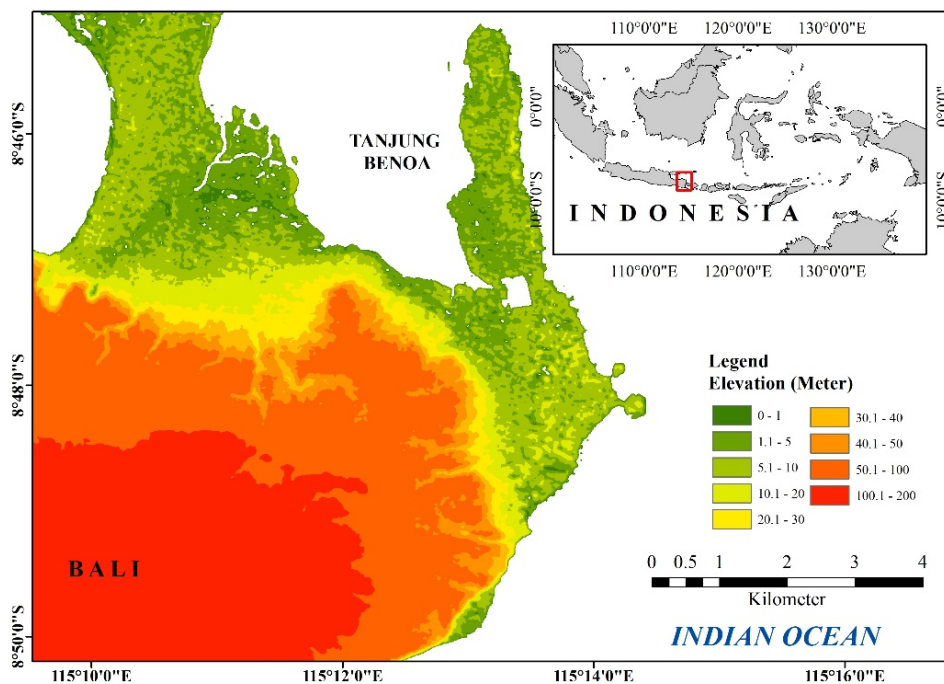 110°0'0"E 120°0'0"E 130°0'0"E
0°0'0" 0°0'0"
10°0'0"S 10°0'0"S
I N D O N E S I A
110°0'0"E 120°0'0"E 130°0'0"E
8°46'0"S
TANJUNG
BENOA
8°48'0"S
Legend
Elevation (Meter)
0 - 1
1,1 - 5
5,1 - 10
10.1 - 20
20.1 - 30
30.1 - 40
40.1 - 50
50.1 - 100
100.1 - 200
B A L I
0 0.5 1 2 3 4
Kilometer
8°50'0"S
INDIAN OCEAN
115°10'0"E 115°12'0"E 115°14'0"E 115°16'0"E